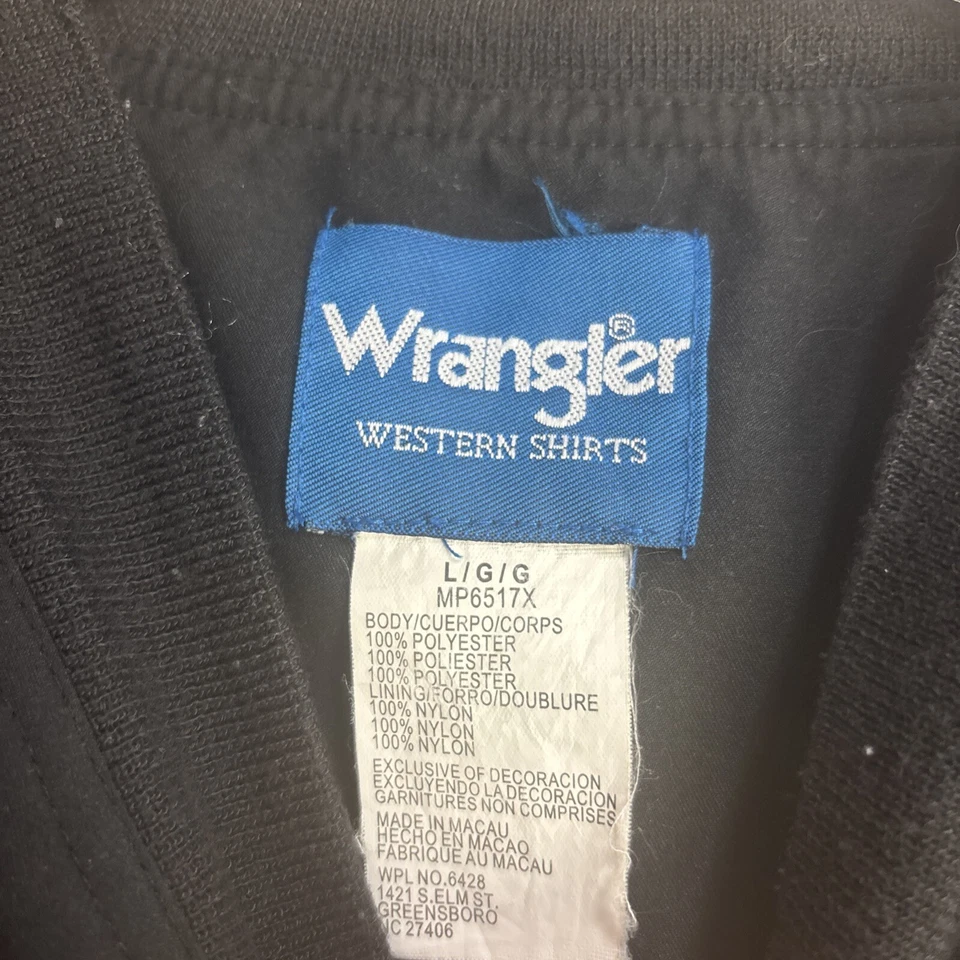 Wrangler®
WESTERN SHIRTS
L/G/G
MP6517X
BODY/CUERPO/CORPS
100% POLYESTER
100% POLIESTER
100% POLYESTER
LINING/FORRO/DOUBLURE
100% NYLON
100% NYLON
100% NYLON
EXCLUSIVE OF DECORACION
EXCLUYENDO LA DECORACION
GARNITURES NON COMPRISES
MADE IN MACAU
HECHO EN MACAO
FABRIQUE AU MACAU
WPL NO.6428
1421 S.ELM ST.
GREENSBORO
NC 27406